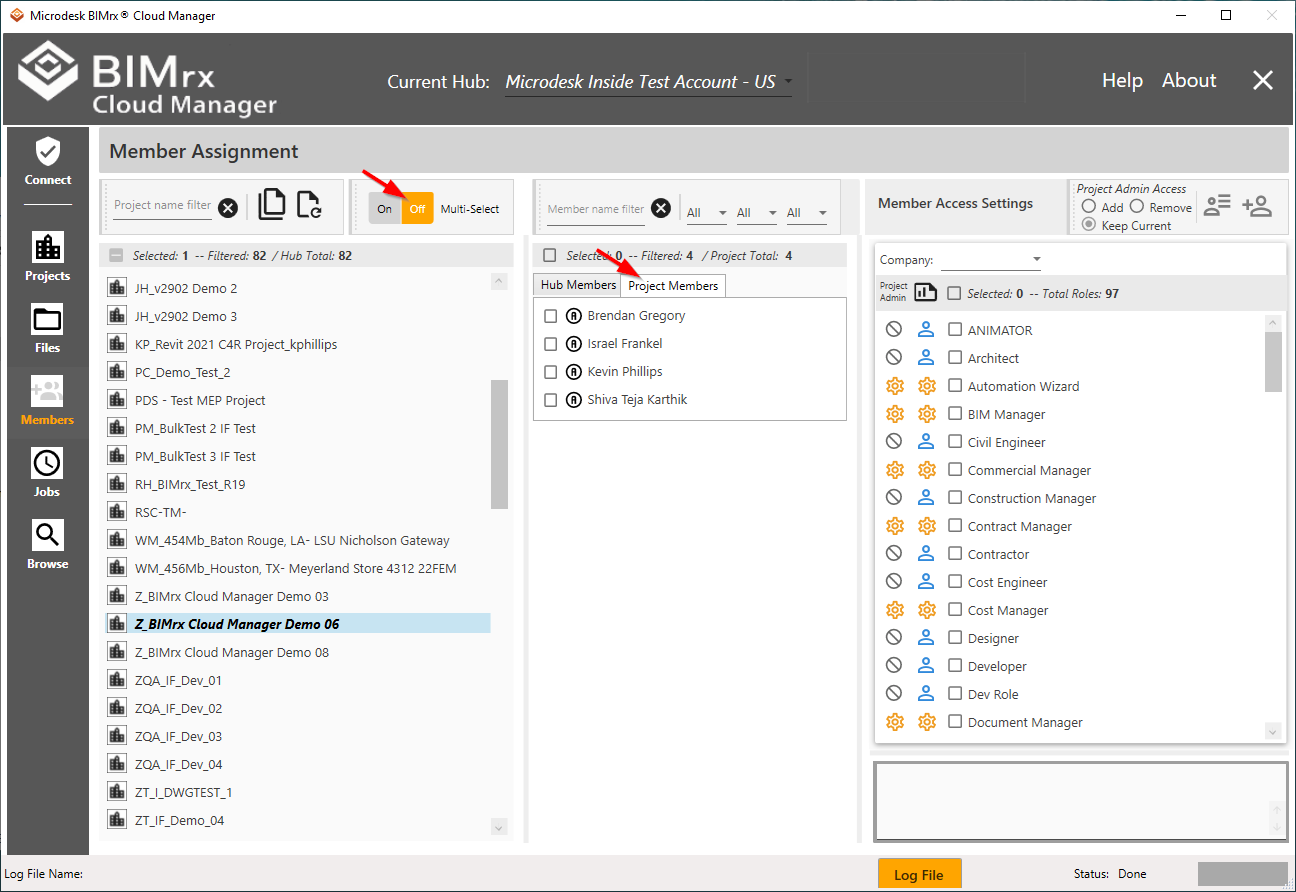 Microdesk BIMrx® Cloud Manager
BIMrx
Cloud Manager
Current Hub: Microdesk Inside Test Account - US
Help About
Connect
Projects
Files
Members
Jobs
Browse
Member Assignment
Project name filter
On Off Multi-Select
Selected: 1 -- Filtered: 82 / Hub Total: 82
JH_v2902 Demo 2
JH_v2902 Demo 3
KP_Revit 2021 C4R Project_kphillips
PC_Demo_Test_2
PDS - Test MEP Project
PM_BulkTest 2 IF Test
PM_BulkTest 3 IF Test
RH_BIMrx_Test_R19
RSC-TM-
WM_454Mb_Baton Rouge, LA- LSU Nicholson Gateway
WM_456Mb_Houston, TX- Meyerland Store 4312 22FEM
Z_BIMrx Cloud Manager Demo 03
Z_BIMrx Cloud Manager Demo 06
Z_BIMrx Cloud Manager Demo 08
ZQA_IF_Dev_01
ZQA_IF_Dev_02
ZQA_IF_Dev_03
ZQA_IF_Dev_04
ZT_I_DWGTEST_1
ZT_IF_Demo_04
Member name filter
All All All
Selected: 0 -- Filtered: 4 / Project Total: 4
Hub Members Project Members
A Brendan Gregory
A Israel Frankel
A Kevin Phillips
A Shiva Teja Karthik
Member Access Settings
Project Admin Access
Add Remove
Keep Current
Company:
Project
Admin
Selected: 0 -- Total Roles: 97
ANIMATOR
Architect
Automation Wizard
BIM Manager
Civil Engineer
Commercial Manager
Construction Manager
Contract Manager
Contractor
Cost Engineer
Cost Manager
Designer
Developer
Dev Role
Document Manager
Log File Name:
Log File
Status: Done